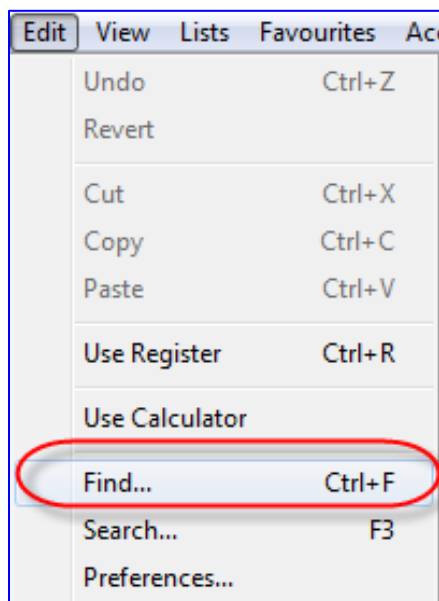 Edit View Lists Favourites
Undo Ctrl+Z
Revert
Cut Ctrl+X
Copy Ctrl+C
Paste Ctrl+V
Use Register Ctrl+R
Use Calculator
Find... Ctrl+F
Search... F3
Preferences...